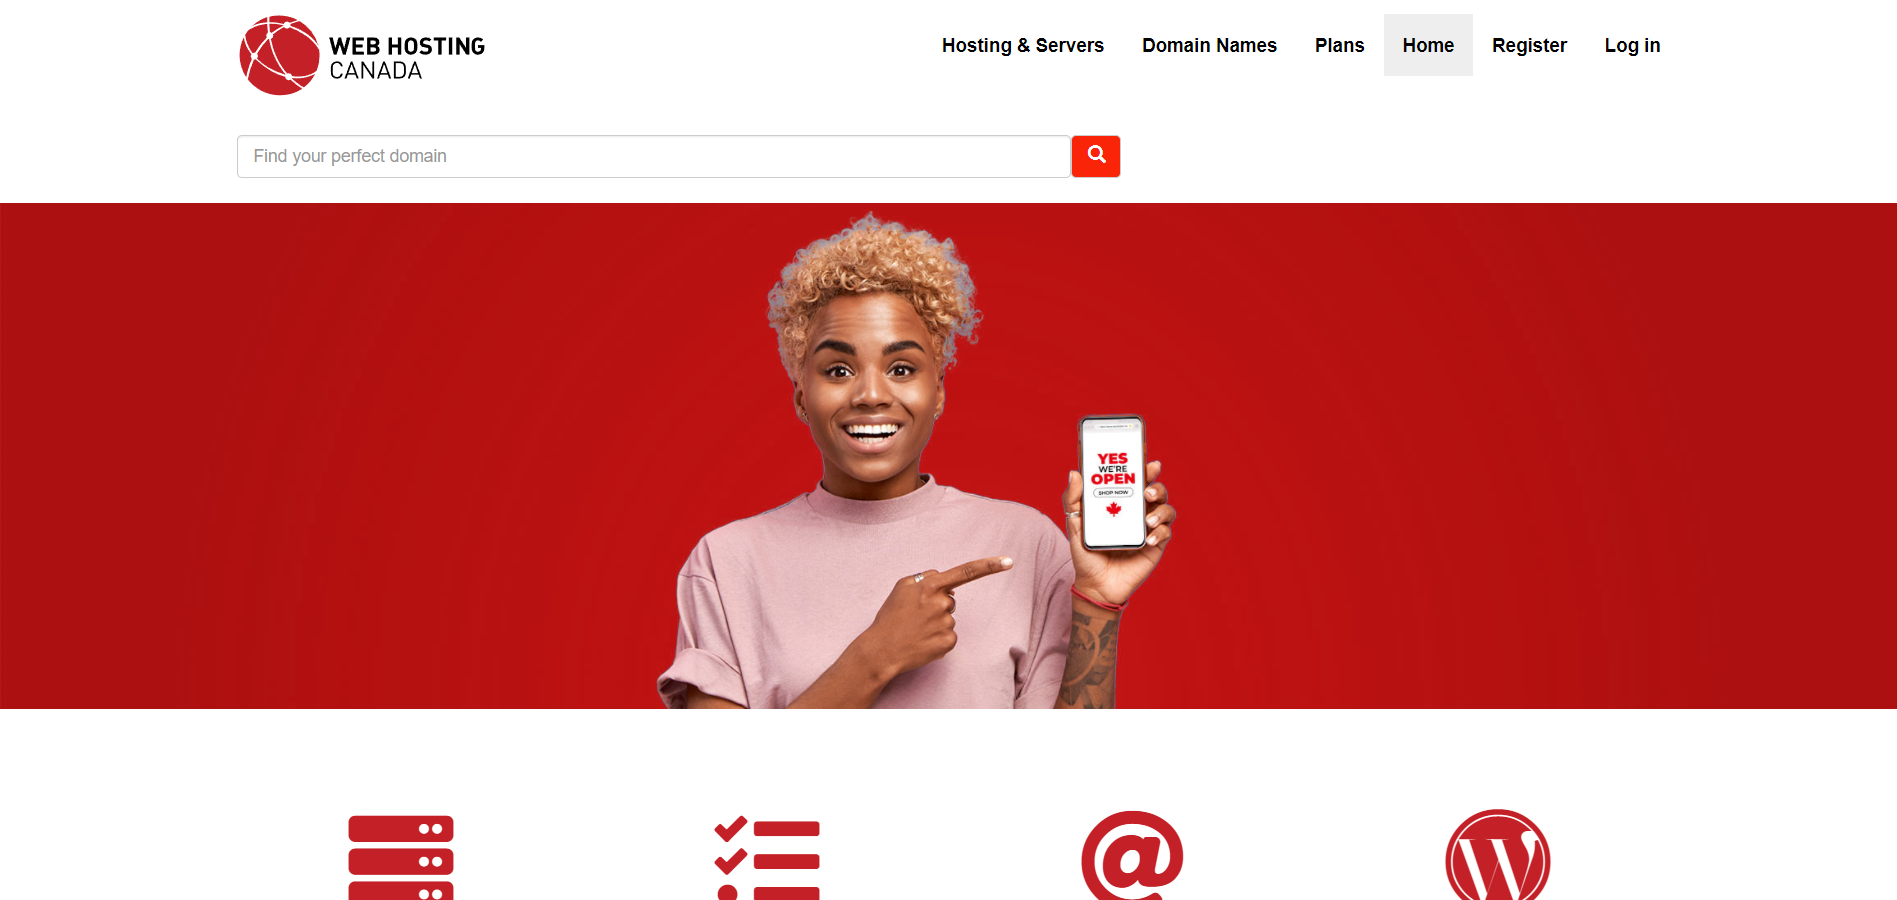 WEB HOSTING
CANADA
Hosting & Servers
Domain Names
Plans
Home
Register
Log in
Find your perfect domain
YES
WE'RE
OPEN
SHOP NOW